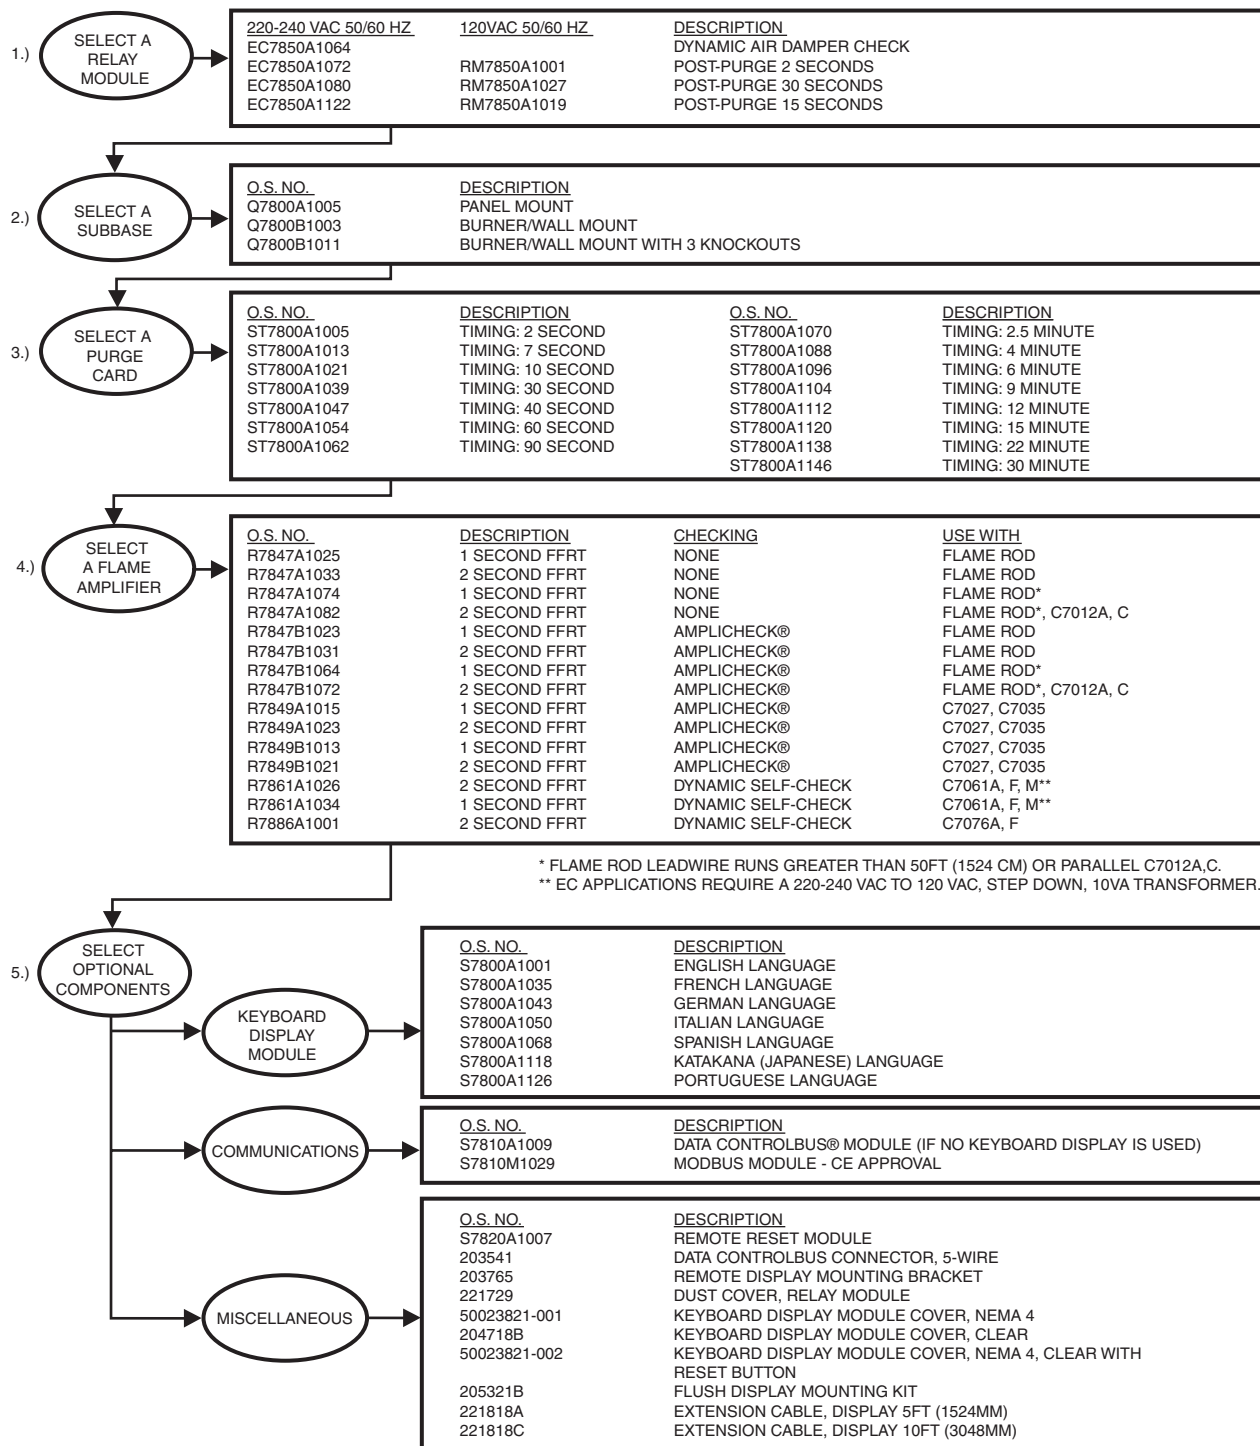 1.) SELECT A
RELAY
MODULE
220-240 VAC 50/60 HZ 120VAC 50/60 HZ DESCRIPTION
EC7850A1064 DYNAMIC AIR DAMPER CHECK
EC7850A1072 RM7850A1001 POST-PURGE 2 SECONDS
EC7850A1080 RM7850A1027 POST-PURGE 30 SECONDS
EC7850A1122 RM7850A1019 POST-PURGE 15 SECONDS
2.) SELECT A
SUBBASE
O.S. NO. DESCRIPTION
Q7800A1005 PANEL MOUNT
Q7800B1003 BURNER/WALL MOUNT
Q7800B1011 BURNER/WALL MOUNT WITH 3 KNOCKOUTS
3.) SELECT A
PURGE
CARD
O.S. NO. DESCRIPTION O.S. NO. DESCRIPTION
ST7800A1005 TIMING: 2 SECOND ST7800A1070 TIMING: 2.5 MINUTE
ST7800A1013 TIMING: 7 SECOND ST7800A1088 TIMING: 4 MINUTE
ST7800A1021 TIMING: 10 SECOND ST7800A1096 TIMING: 6 MINUTE
ST7800A1039 TIMING: 30 SECOND ST7800A1104 TIMING: 9 MINUTE
ST7800A1047 TIMING: 40 SECOND ST7800A1112 TIMING: 12 MINUTE
ST7800A1054 TIMING: 60 SECOND ST7800A1120 TIMING: 15 MINUTE
ST7800A1062 TIMING: 90 SECOND ST7800A1138 TIMING: 22 MINUTE
ST7800A1146 TIMING: 30 MINUTE
4.) SELECT
A FLAME
AMPLIFIER
O.S. NO. DESCRIPTION CHECKING USE WITH
R7847A1025 1 SECOND FFRT NONE FLAME ROD
R7847A1033 2 SECOND FFRT NONE FLAME ROD
R7847A1074 1 SECOND FFRT NONE FLAME ROD*
R7847A1082 2 SECOND FFRT NONE FLAME ROD*, C7012A, C
R7847B1023 1 SECOND FFRT AMPLICHECK® FLAME ROD
R7847B1031 2 SECOND FFRT AMPLICHECK® FLAME ROD
R7847B1064 1 SECOND FFRT AMPLICHECK® FLAME ROD*
R7847B1072 2 SECOND FFRT AMPLICHECK® FLAME ROD*, C7012A, C
R7849A1015 1 SECOND FFRT AMPLICHECK® C7027, C7035
R7849A1023 2 SECOND FFRT AMPLICHECK® C7027, C7035
R7849B1013 1 SECOND FFRT AMPLICHECK® C7027, C7035
R7849B1021 2 SECOND FFRT AMPLICHECK® C7027, C7035
R7861A1026 2 SECOND FFRT DYNAMIC SELF-CHECK C7061A, F, M**
R7861A1034 1 SECOND FFRT DYNAMIC SELF-CHECK C7061A, F, M**
R7886A1001 2 SECOND FFRT DYNAMIC SELF-CHECK C7076A, F
* FLAME ROD LEADWIRE RUNS GREATER THAN 50FT (1524 CM) OR PARALLEL C7012A,C.
** EC APPLICATIONS REQUIRE A 220-240 VAC TO 120 VAC, STEP DOWN, 10VA TRANSFORMER.
5.) SELECT
OPTIONAL
COMPONENTS
KEYBOARD
DISPLAY
MODULE
O.S. NO. DESCRIPTION
S7800A1001 ENGLISH LANGUAGE
S7800A1035 FRENCH LANGUAGE
S7800A1043 GERMAN LANGUAGE
S7800A1050 ITALIAN LANGUAGE
S7800A1068 SPANISH LANGUAGE
S7800A1118 KATAKANA (JAPANESE) LANGUAGE
S7800A1126 PORTUGUESE LANGUAGE
COMMUNICATIONS
O.S. NO. DESCRIPTION
S7810A1009 DATA CONTROLBUS® MODULE (IF NO KEYBOARD DISPLAY IS USED)
S7810M1029 MODBUS MODULE - CE APPROVAL
MISCELLANEOUS
O.S. NO. DESCRIPTION
S7820A1007 REMOTE RESET MODULE
203541 DATA CONTROLBUS CONNECTOR, 5-WIRE
203765 REMOTE DISPLAY MOUNTING BRACKET
221729 DUST COVER, RELAY MODULE
50023821-001 KEYBOARD DISPLAY MODULE COVER, NEMA 4
204718B KEYBOARD DISPLAY MODULE COVER, CLEAR
50023821-002 KEYBOARD DISPLAY MODULE COVER, NEMA 4, CLEAR WITH
RESET BUTTON
205321B FLUSH DISPLAY MOUNTING KIT
221818A EXTENSION CABLE, DISPLAY 5FT (1524MM)
221818C EXTENSION CABLE, DISPLAY 10FT (3048MM)